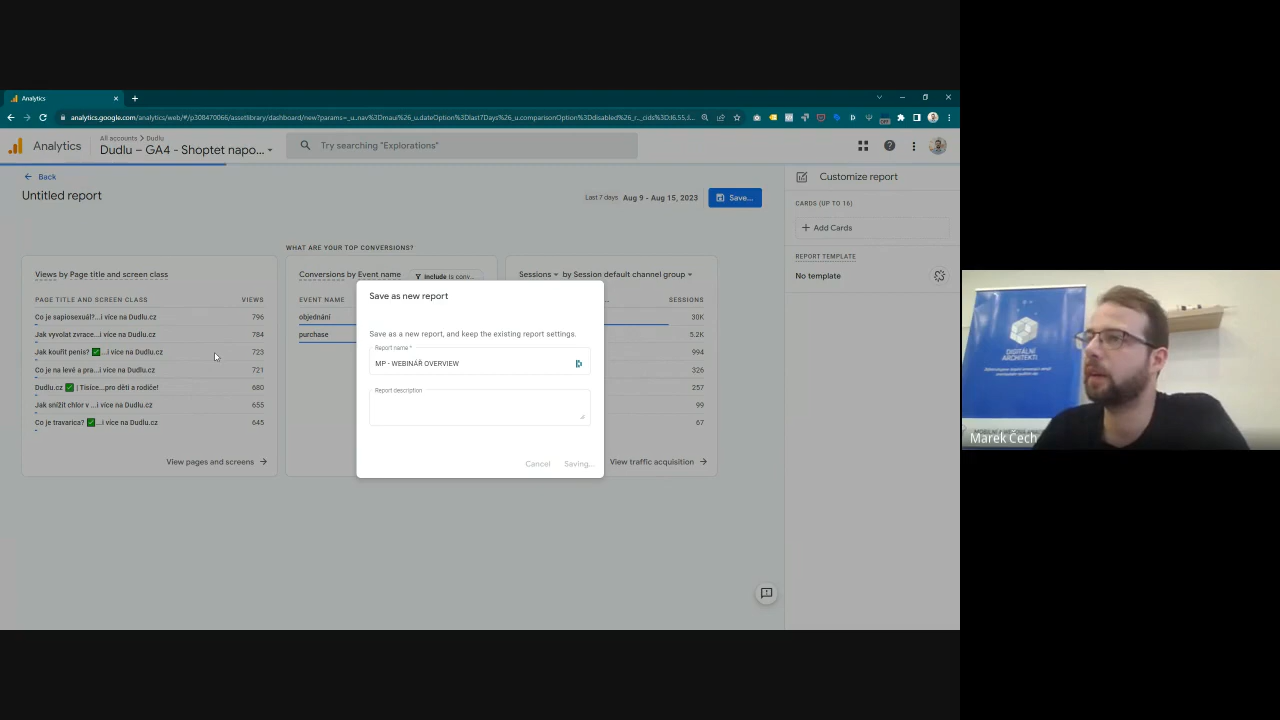 Analytics
analytics.google.com/analytics/web/#/p308470066/assetlibrary/dashboard/new?params=_u..nav%3Dmaui%26_u.dateOption%3Dlast7Days%26_u.comparisonOption%3Ddisabled%26_r.._cids%3D
Analytics
All accounts > Dudlu
Dudlu – GA4 - Shoptet napo...
Try searching "Explorations"
Back
Untitled report
Last 7 days Aug 9 - Aug 15, 2023
Save...
Customize report
CARDS (UP TO 16)
Add Cards
REPORT TEMPLATE
No template
WHAT ARE YOUR TOP CONVERSIONS?
Views by Page title and screen class
PAGE TITLE AND SCREEN CLASS VIEWS
Co je sapiosexuál?...i více na Dudlu.cz 796
Jak vyvolat zvrace...i více na Dudlu.cz 784
Jak kouřit penis? ✅...i více na Dudlu.cz 723
Co je na levé a pra...i více na Dudlu.cz 721
Dudlu.cz ✅ | Tisíce...pro děti a rodiče! 680
Jak snížit chlor v ...i více na Dudlu.cz 655
Co je travarica? ✅...i více na Dudlu.cz 645
View pages and screens
Conversions by Event name
Include is conv...
EVENT NAME
objednání
purchase
Sessions by Session default channel group
SESSIONS
30K
5.2K
994
326
257
99
67
View traffic acquisition
Save as new report
Save as a new report, and keep the existing report settings.
Report name *
MP - WEBINÁŘ OVERVIEW
Report description
Cancel Saving...
DIGITÁLNÍ
ARCHITEKTI
Marek Čech